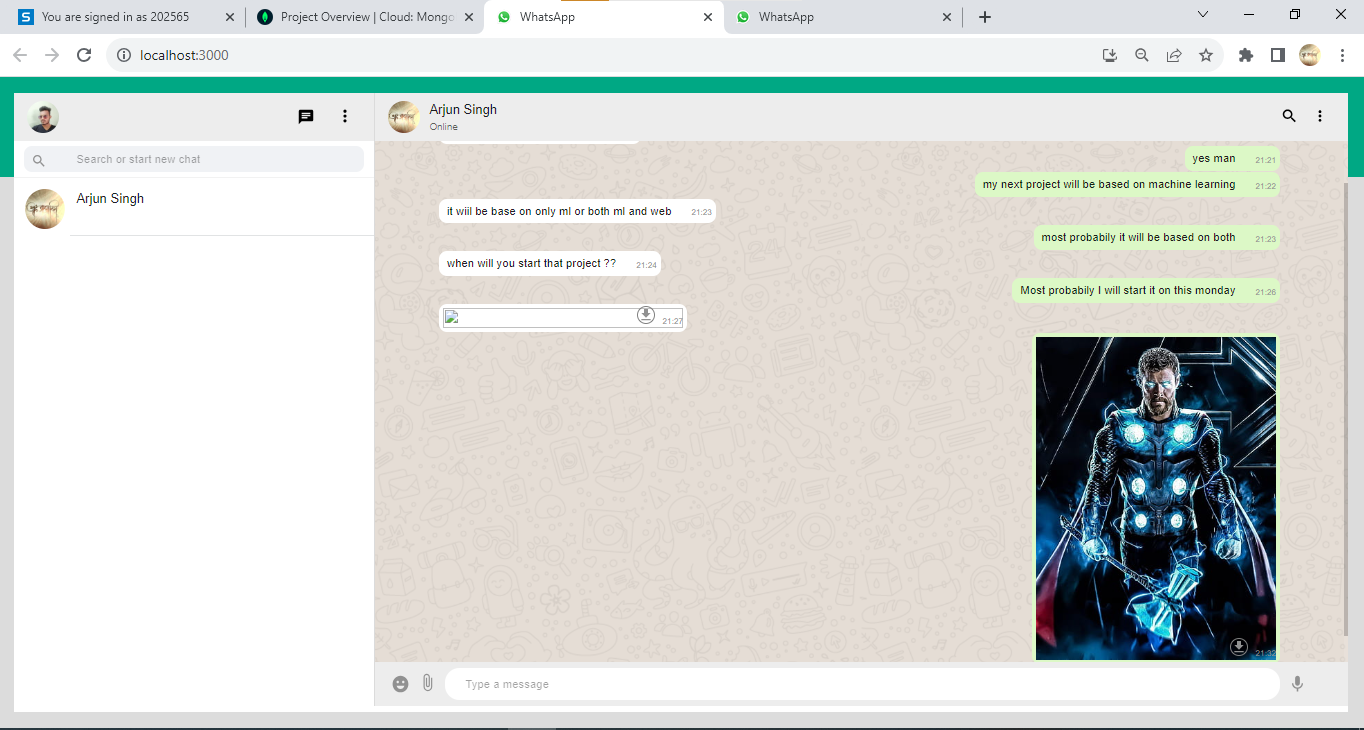 You are signed in as 202565
Project Overview | Cloud: Mongo
WhatsApp
WhatsApp
localhost:3000
Arjun Singh
Online
Search or start new chat
Arjun Singh
yes man 21:21
my next project will be based on machine learning 21:22
it wiil be base on only ml or both ml and web 21:23
most probabily it will be based on both 21:23
when will you start that project ?? 21:24
Most probabily I will start it on this monday 21:26
21:27
21:32
Type a message